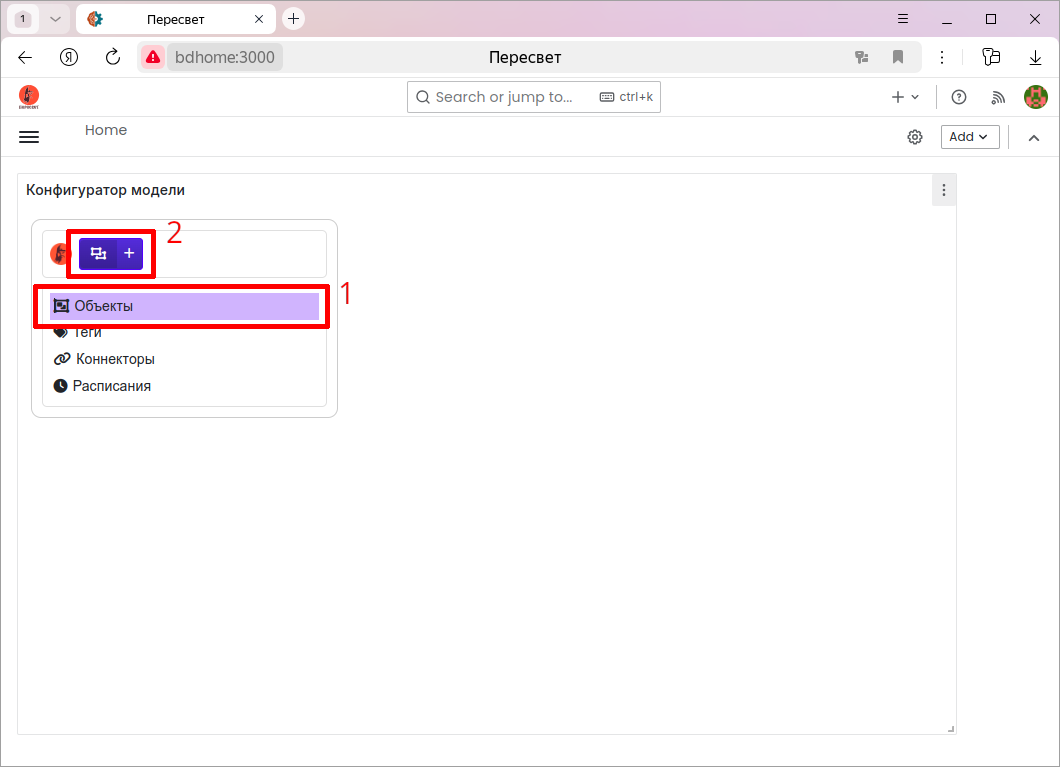 1
Пересвет
bdhome:3000
Пересвет
Search or jump to...
ctrl+k
Home
Add
Конфигуратор модели
2
Объекты
1
Теги
Коннекторы
Расписания